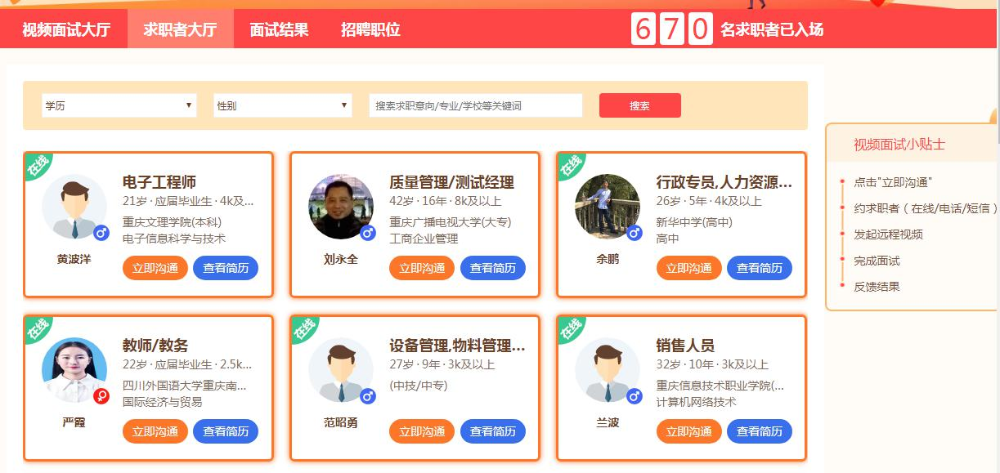 视频面试大厅 求职者大厅 面试结果 招聘职位 670 名求职者已入场
学历 性别 搜索求职意向/专业/学校等关键词 搜索
在线
电子工程师
21岁·应届毕业生·4k及...
重庆文理学院(本科)
电子信息科学与技术
黄波洋
立即沟通 查看简历
质量管理/测试经理
42岁·16年·8k及以上
重庆广播电视大学(大专)
工商企业管理
刘永全
立即沟通 查看简历
在线
行政专员,人力资源...
26岁·5年·4k及以上
新华中学(高中)
高中
余鹏
立即沟通 查看简历
视频面试小贴士
点击"立即沟通"
约求职者（在线/电话/短信）
发起远程视频
完成面试
反馈结果
在线
教师/教务
22岁·应届毕业生·2.5k...
四川外国语大学重庆南...
国际经济与贸易
严霞
立即沟通 查看简历
在线
设备管理,物料管理...
27岁·9年·3k及以上
(中技/中专)
范昭勇
立即沟通 查看简历
在线
销售人员
32岁·10年·3k及以上
重庆信息技术职业学院(...
计算机网络技术
兰波
立即沟通 查看简历